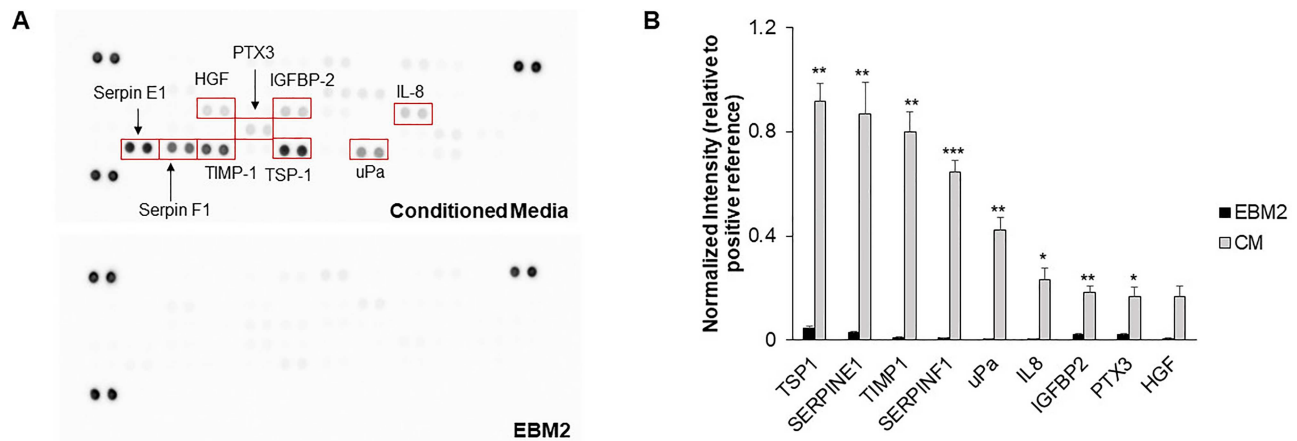 A
PTX3
HGF
IGFBP-2
Serpin E1
IL-8
TIMP-1
TSP-1
uPa
Serpin F1
Conditioned Media
EBM2
B
Normalized Intensity (relative to
positive reference)
1.2
0.8
0.4
0
**
**
**
***
**
*
**
*
EBM2
CM
TSP1
SERPINE1
TIMP1
SERPINF1
uPa
IL8
IGFBP2
PTX3
HGF